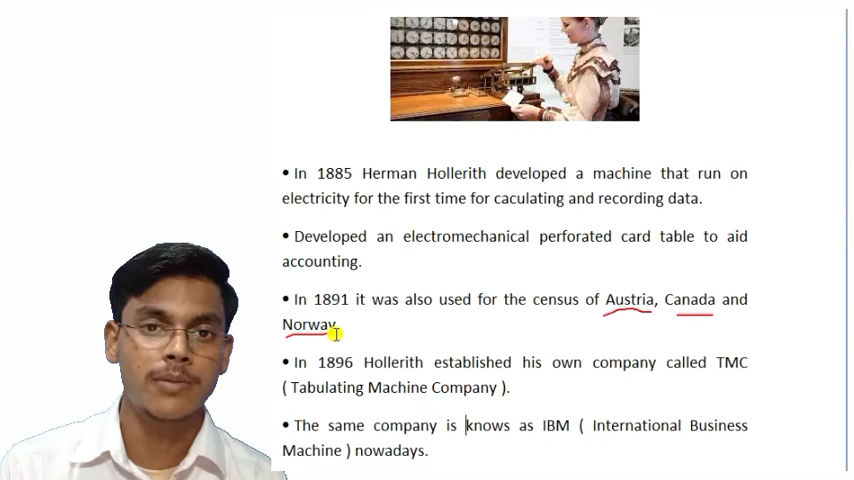 • In 1885 Herman Hollerith developed a machine that run on
electricity for the first time for caculating and recording data.
• Developed an electromechanical perforated card table to aid
accounting.
• In 1891 it was also used for the census of Austria, Canada and
Norway.
• In 1896 Hollerith established his own company called TMC
( Tabulating Machine Company ).
• The same company is knows as IBM ( International Business
Machine ) nowadays.